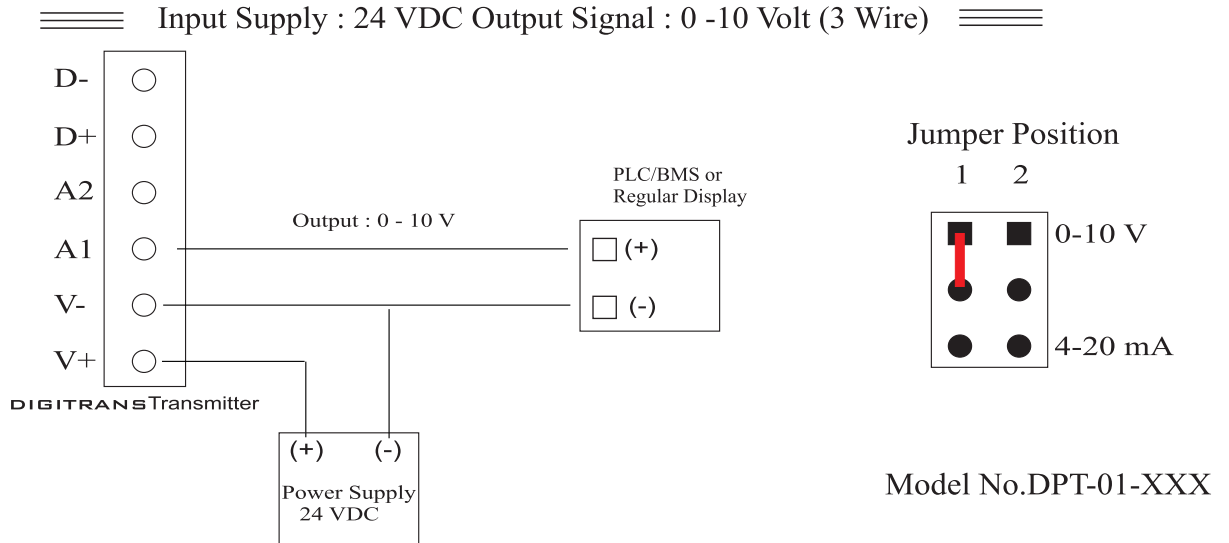 Input Supply : 24 VDC Output Signal : 0 -10 Volt (3 Wire)
D-
D+
A2
A1
V-
V+
DIGITRANSTransmitter
Output : 0 - 10 V
PLC/BMS or
Regular Display
(+)
(-)
(+) (-)
Power Supply
24 VDC
Jumper Position
1 2
0-10 V
4-20 mA
Model No.DPT-01-XXX